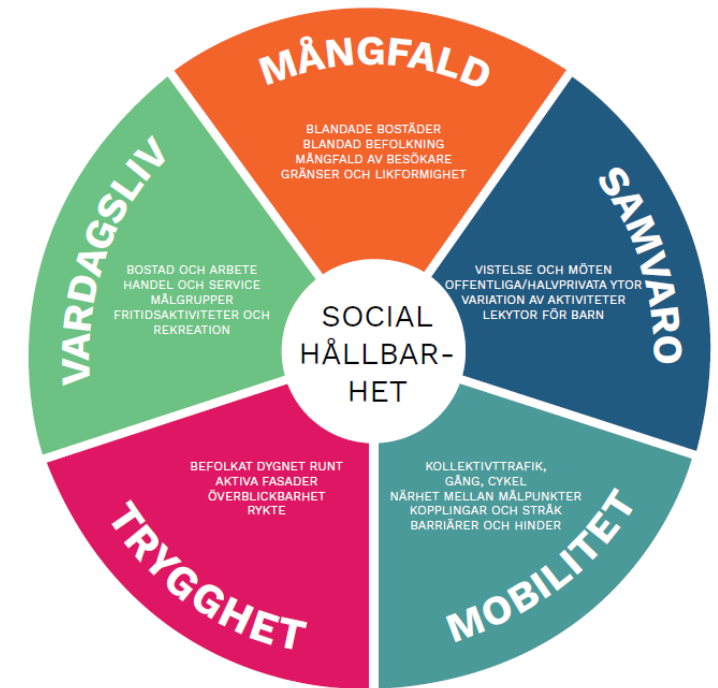 MÅNGFALD
BLANDADE BOSTÄDER
BLANDAD BEFOLKNING
MÅNGFALD AV BESÖKARE
GRÄNSER OCH LIKFORMIGHET
SAMVARO
VISTELSE OCH MÖTEN
OFFENTLIGA/HALVPRIVATA YTOR
VARIATION AV AKTIVITETER
LEKYTOR FÖR BARN
MOBILITET
KOLLEKTIVTTRAFIK,
GÅNG, CYKEL
NÄRHET MELLAN MÅLPUNKTER
KOPPLINGAR OCH STRÅK
BARRIÄRER OCH HINDER
TRYGGHET
BEFOLKAT DYGNET RUNT
AKTIVA FASADER
ÖVERBLICKBARHET
RYKTE
VARDAGSLIV
BOSTAD OCH ARBETE
HANDEL OCH SERVICE
MÅLGRUPPER
FRITIDSAKTIVITETER OCH
REKREATION
SOCIAL
HÅLLBAR-
HET